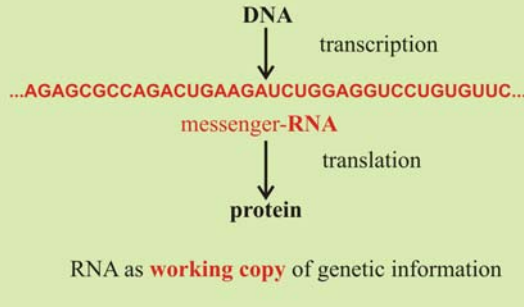 DNA
transcription
...AGAGCGCCAGACUGAAGAUCUGGAGGUCCUGUGUUC...
messenger-RNA
translation
protein
RNA as working copy of genetic information